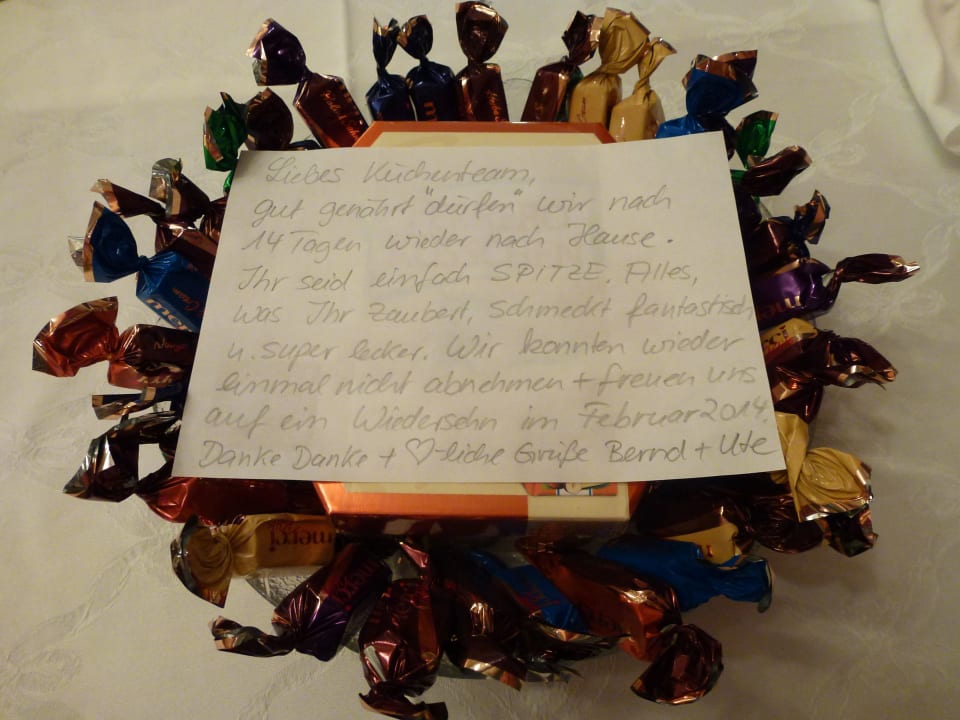 Liebes Küchenteam,
gut genährt "dürfen" wir nach
14 Tagen wieder nach Hause.
Ihr seid einfach SPITZE. Alles,
was Ihr zaubert, schmeckt fantastisch
u. super lecker. Wir konnten wieder
einmal nicht abnehmen + freuen uns
auf ein Wiedersehn im Februar 2014.
Danke Danke + ♡-liche Grüße Bernd + Ute
merci